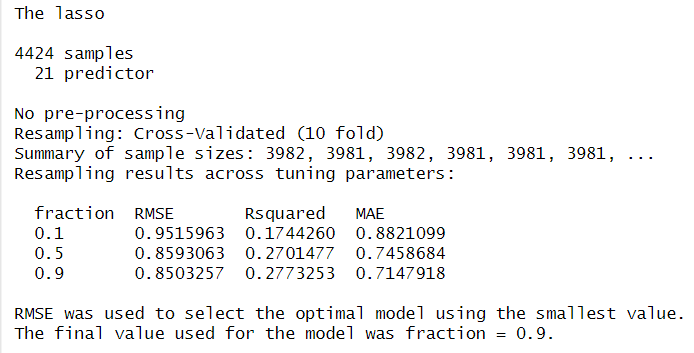 The lasso
4424 samples
21 predictor
No pre-processing
Resampling: Cross-Validated (10 fold)
Summary of sample sizes: 3982, 3981, 3982, 3981, 3981, 3981, ...
Resampling results across tuning parameters:
fraction RMSE Rsquared MAE
0.1 0.9515963 0.1744260 0.8821099
0.5 0.8593063 0.2701477 0.7458684
0.9 0.8503257 0.2773253 0.7147918
RMSE was used to select the optimal model using the smallest value.
The final value used for the model was fraction = 0.9.